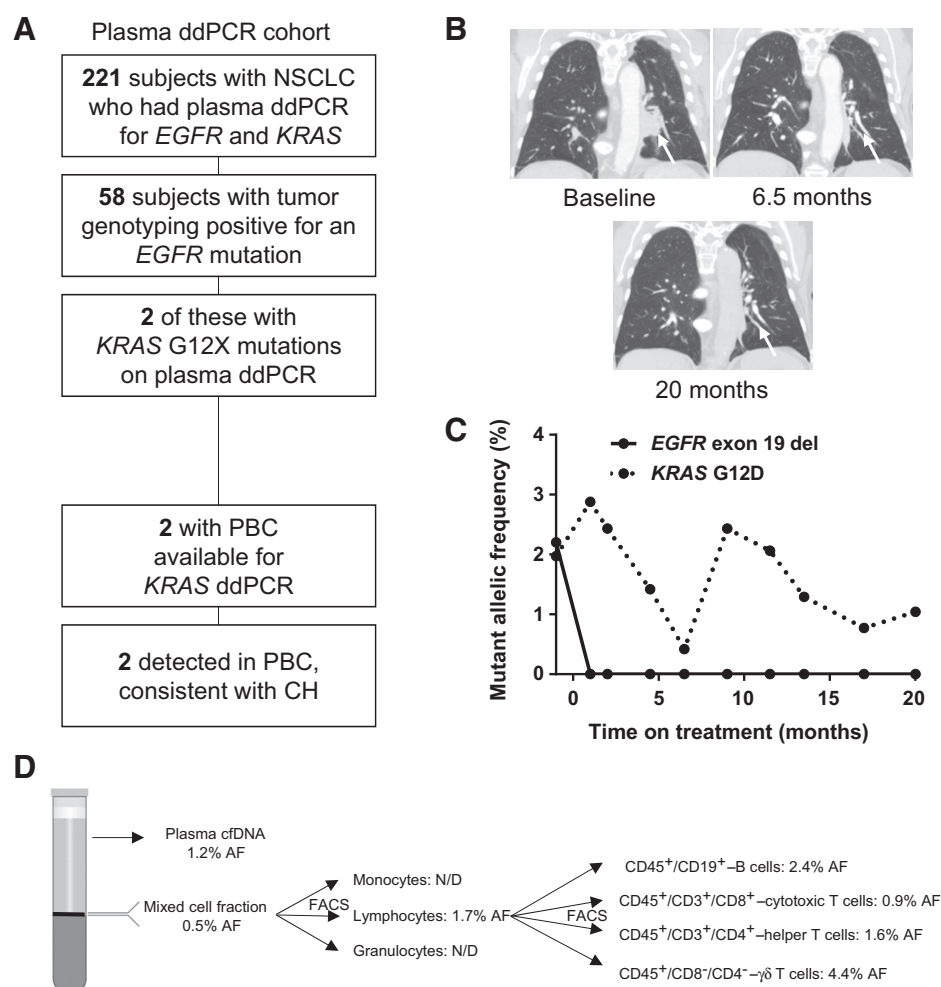 A
Plasma ddPCR cohort
221 subjects with NSCLC
who had plasma ddPCR
for EGFR and KRAS
58 subjects with tumor
genotyping positive for an
EGFR mutation
2 of these with
KRAS G12X mutations
on plasma ddPCR
2 with PBC
available for
KRAS ddPCR
2 detected in PBC,
consistent with CH
B
Baseline
6.5 months
20 months
C
Mutant allelic frequency (%)
4
3
2
1
0
EGFR exon 19 del
KRAS G12D
0 5 10 15 20
Time on treatment (months)
D
Plasma cfDNA
1.2% AF
Mixed cell fraction
0.5% AF
FACS
Monocytes: N/D
Lymphocytes: 1.7% AF
Granulocytes: N/D
FACS
CD45+/CD19+–B cells: 2.4% AF
CD45+/CD3+/CD8+–cytotoxic T cells: 0.9% AF
CD45+/CD3+/CD4+–helper T cells: 1.6% AF
CD45+/CD8-/CD4-–γδ T cells: 4.4% AF